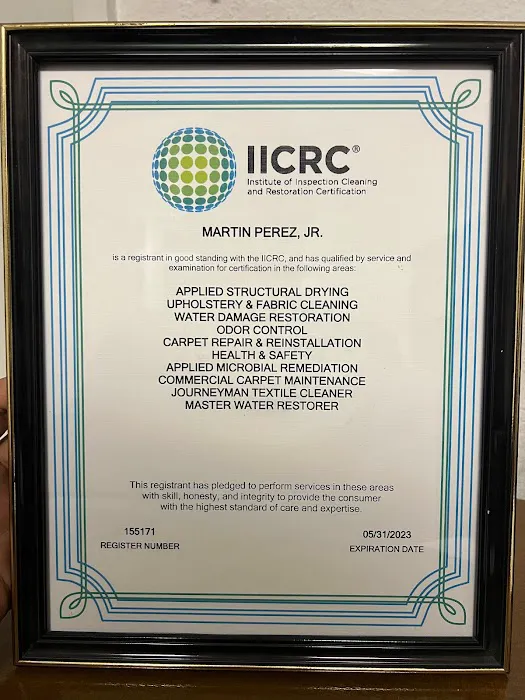 IICRC®
Institute of Inspection Cleaning
and Restoration Certification
MARTIN PEREZ, JR.
is a registrant in good standing with the IICRC, and has qualified by service and
examination for certification in the following areas:
APPLIED STRUCTURAL DRYING
UPHOLSTERY & FABRIC CLEANING
WATER DAMAGE RESTORATION
ODOR CONTROL
CARPET REPAIR & REINSTALLATION
HEALTH & SAFETY
APPLIED MICROBIAL REMEDIATION
COMMERCIAL CARPET MAINTENANCE
JOURNEYMAN TEXTILE CLEANER
MASTER WATER RESTORER
This registrant has pledged to perform services in these areas
with skill, honesty, and integrity to provide the consumer
with the highest standard of care and expertise.
155171
REGISTER NUMBER
05/31/2023
EXPIRATION DATE